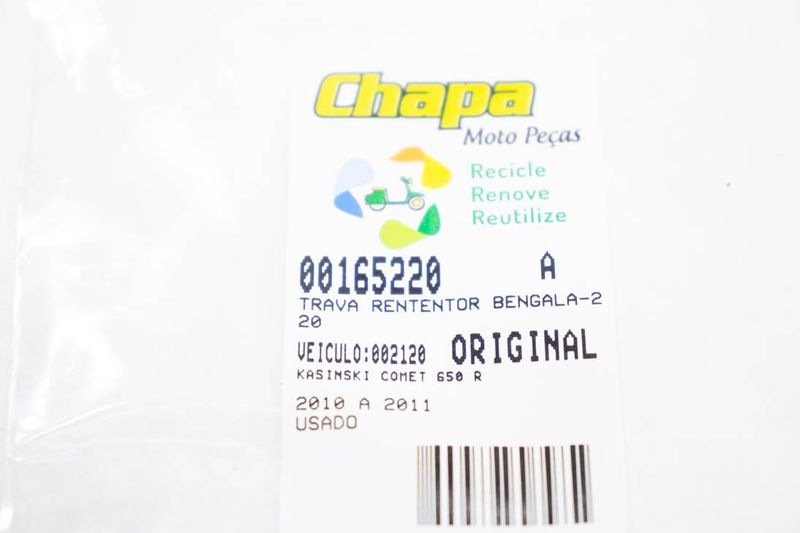 Chapa
Moto Peças
Recicle
Renove
Reutilize
00165220 A
TRAVA RENTENTOR BENGALA-2
20
VEICULO:002120 ORIGINAL
KASINSKI COMET 650 R
2010 A 2011
USADO